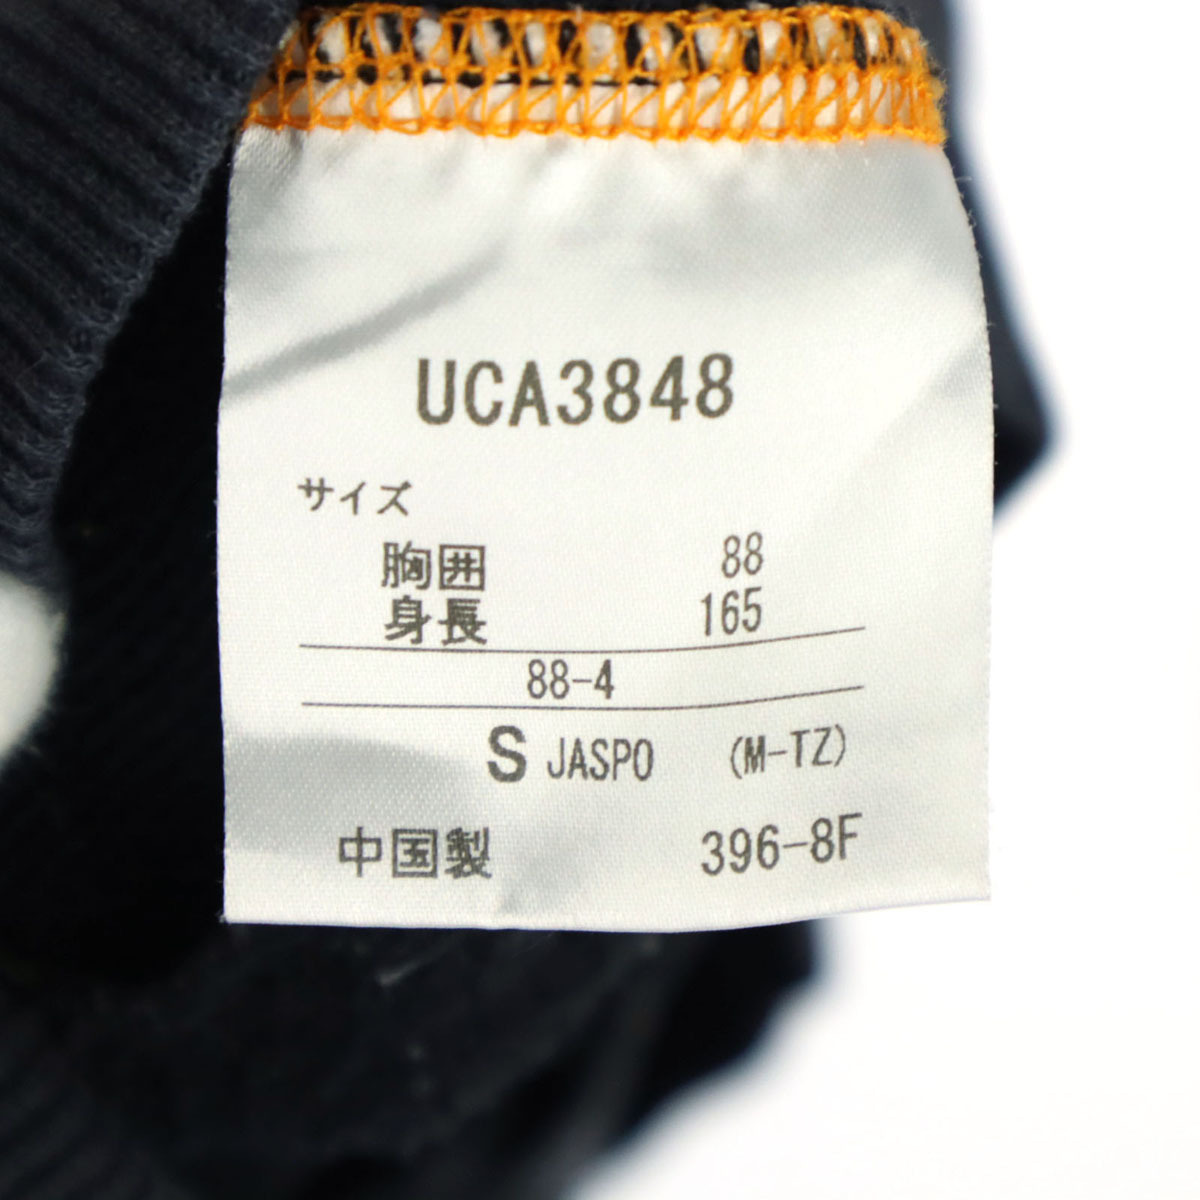 UCA3848
サイズ
胸囲 88
身長 165
88-4
S JASPO (M-TZ)
中国製 396-8F